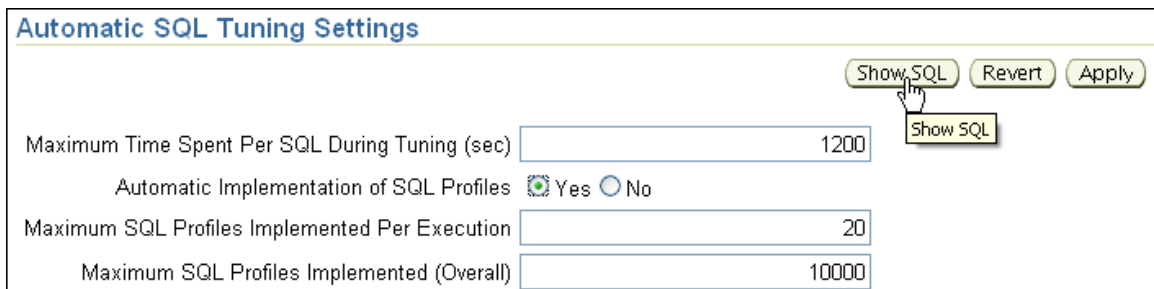 Automatic SQL Tuning Settings
Show SQL Revert Apply
Show SQL
Maximum Time Spent Per SQL During Tuning (sec) 1200
Automatic Implementation of SQL Profiles Yes No
Maximum SQL Profiles Implemented Per Execution 20
Maximum SQL Profiles Implemented (Overall) 10000